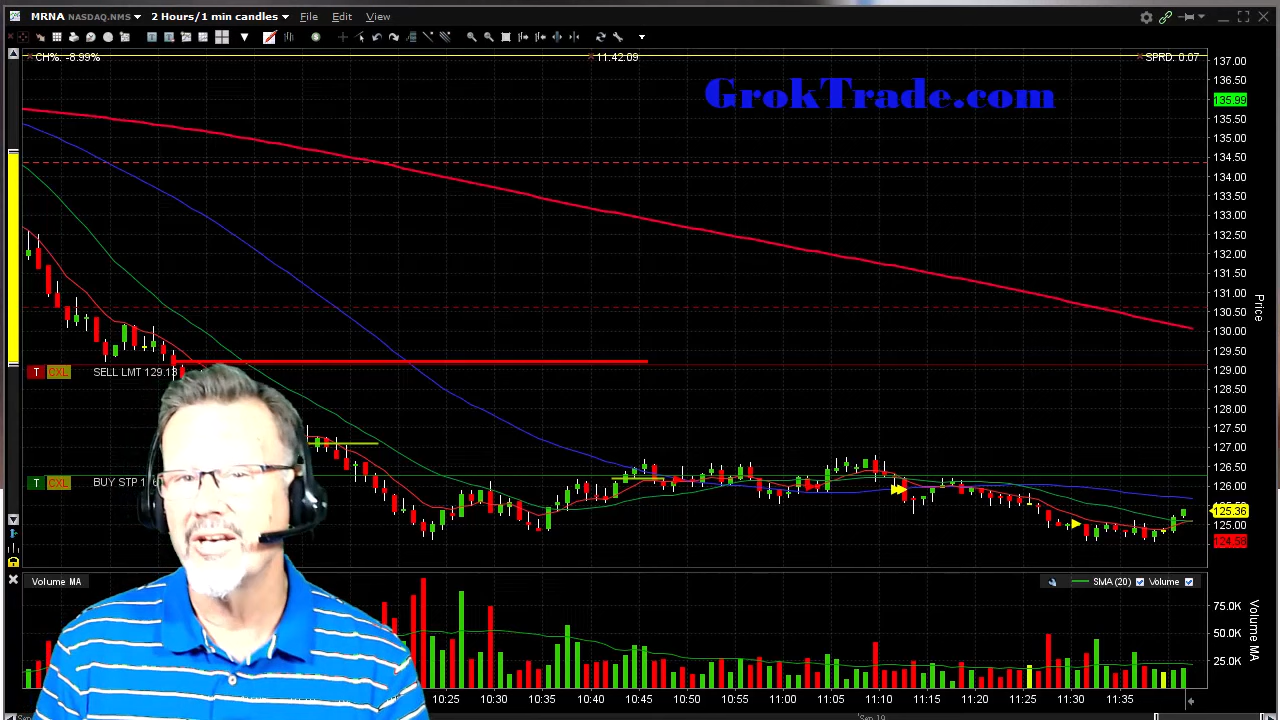 MRNA NASDAQ.NMS 2 Hours/1 min candles File Edit View
CH%. -8.99% 11:42:09 SPRD. 0.07
GrokTrade.com
137.00
136.50
135.99
135.50
135.00
134.50
134.00
133.50
133.00
132.50
132.00
131.50
131.00
130.50
130.00
129.50
129.00
128.50
128.00
127.50
127.00
126.50
126.00
125.36
125.00
124.58
Price
T CXL SELL LMT 129.13
T CXL BUY STP
Volume MA
SMA (20) Volume
75.0K
50.0K
25.0K
Volume MA
10:25 10:30 10:35 10:40 10:45 10:50 10:55 11:00 11:05 11:10 11:15 11:20 11:25 11:30 11:35
Sep 19